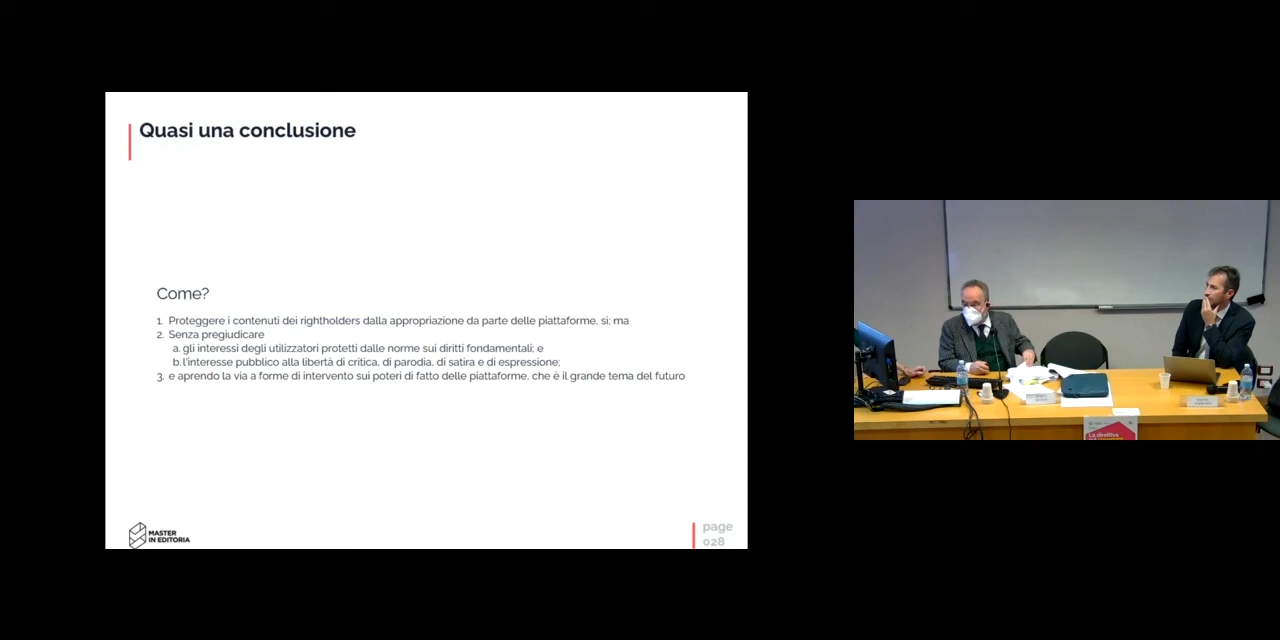 Quasi una conclusione
Come?
1. Proteggere i contenuti dei rightholders dalla appropriazione da parte delle piattaforme, si; ma
2. Senza pregiudicare
a. gli interessi degli utilizzatori protetti dalle norme sui diritti fondamentali; e
b. l'interesse pubblico alla libertà di critica, di parodia, di satira e di espressione;
3. e aprendo la via a forme di intervento sui poteri di fatto delle piattaforme, che è il grande tema del futuro
MASTER
IN EDITORIA
page
028
La direttiva